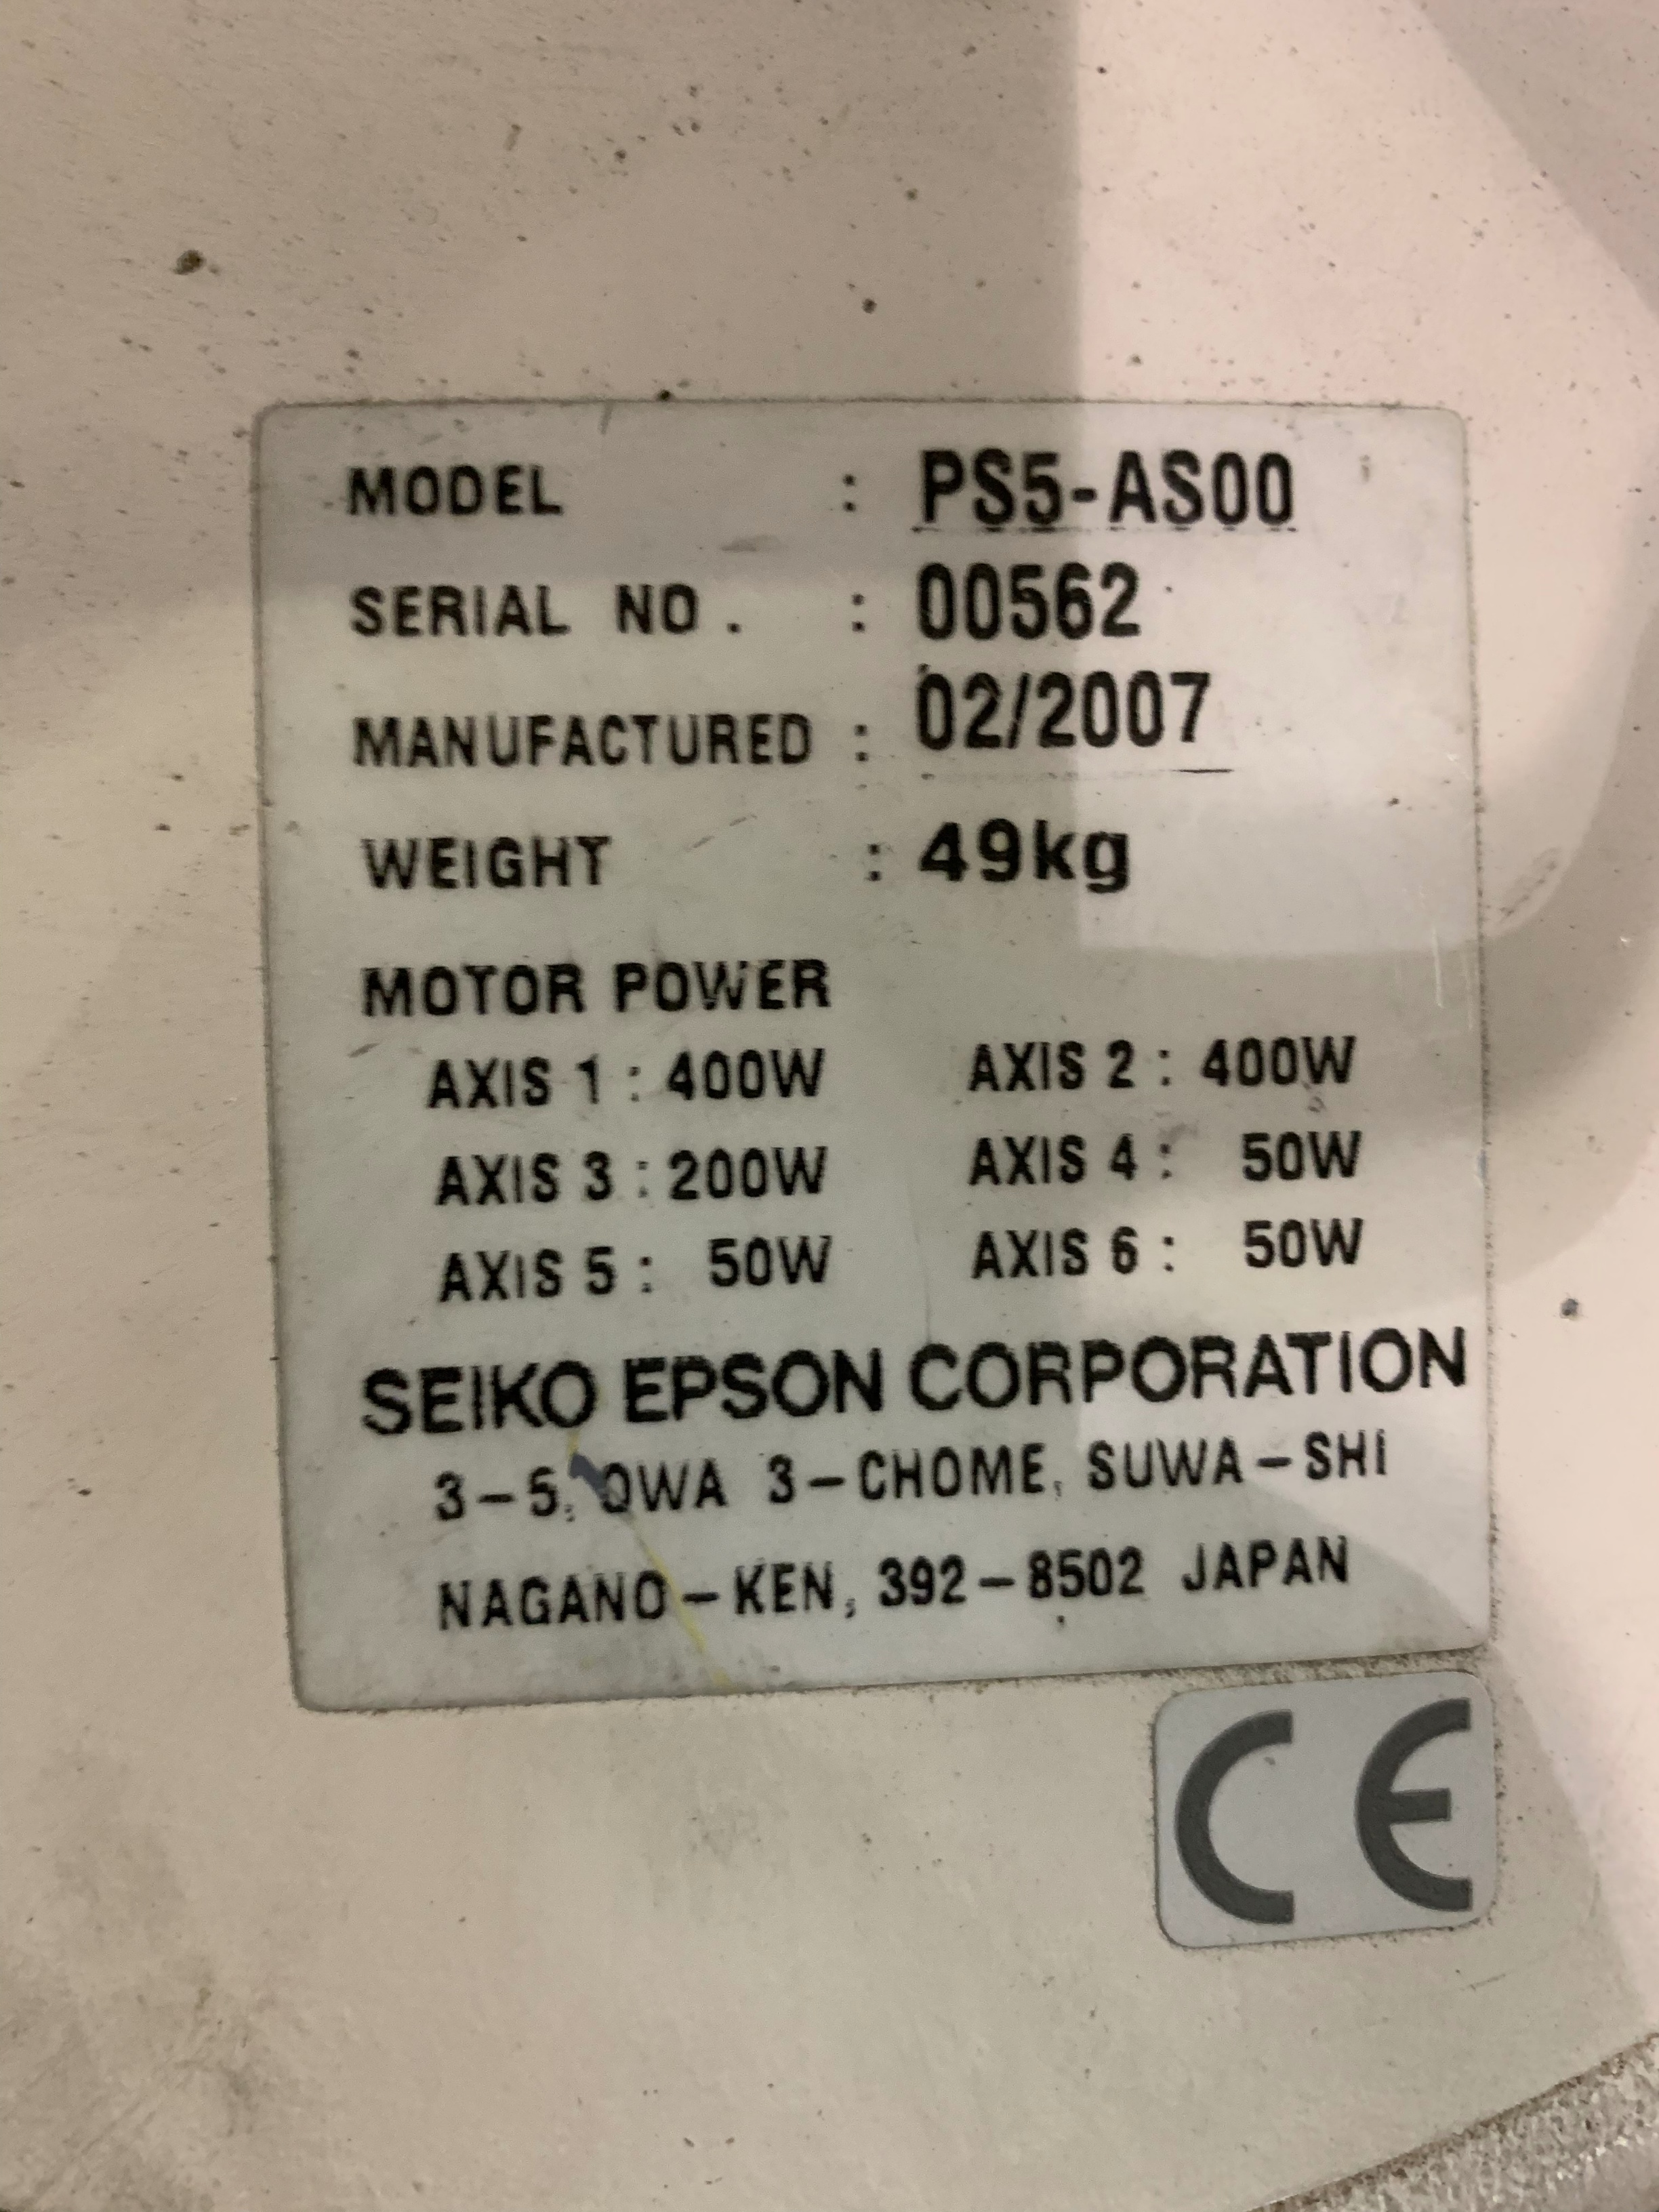 MODEL : PS5-AS00
SERIAL NO. : 00562
MANUFACTURED : 02/2007
WEIGHT : 49kg
MOTOR POWER
AXIS 1 : 400W AXIS 2 : 400W
AXIS 3 : 200W AXIS 4 : 50W
AXIS 5 : 50W AXIS 6 : 50W
SEIKO EPSON CORPORATION
3-5, OWA 3-CHOME, SUWA-SHI
NAGANO-KEN, 392-8502 JAPAN
CE